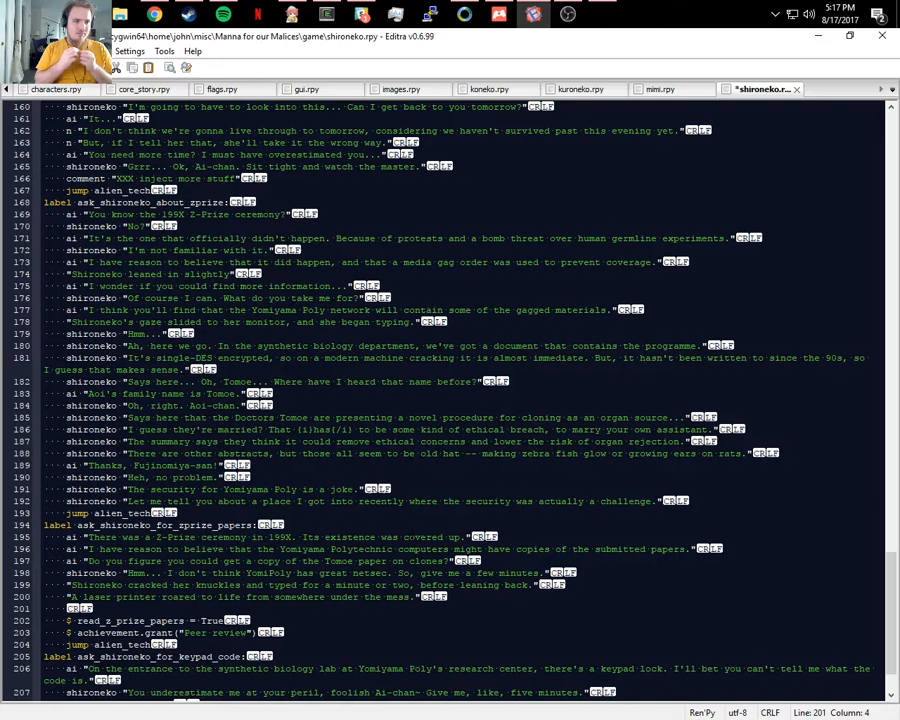 5:17 PM
8/17/2017
2
cygwin64\home\john\misc\Manna for our Malices\game\shironeko.rpy - Editra v0.6.99
Settings Tools Help
characters.rpy core_story.rpy flags.rpy gui.rpy images.rpy koneko.rpy kuroneko.rpy mimi.rpy *shironeko.r...
160 shironeko "I'm going to have to look into this... Can I get back to you tomorrow?"CRLF
161 ai "It..."CRLF
162 n "I don't think we're gonna live through to tomorrow, considering we haven't survived past this evening yet."CRLF
163 n "But, if I tell her that, she'll take it the wrong way."CRLF
164 ai "You need more time? I must have overestimated you..."CRLF
165 shironeko "Grrr... Ok, Ai-chan. Sit tight and watch the master."CRLF
166 comment "XXX inject more stuff"CRLF
167 jump alien_techCRLF
168 label ask_shironeko_about_zprize:CRLF
169 ai "You know the 199X Z-Prize ceremony?"CRLF
170 shironeko "No?"CRLF
171 ai "It's the one that officially didn't happen. Because of protests and a bomb threat over human germline experiments."CRLF
172 shironeko "I'm not familiar with it."CRLF
173 ai "I have reason to believe that it did happen, and that a media gag order was used to prevent coverage."CRLF
174 "Shironeko leaned in slightly"CRLF
175 ai "I wonder if you could find more information..."CRLF
176 shironeko "Of course I can. What do you take me for?"CRLF
177 ai "I think you'll find that the Yomiyama Poly network will contain some of the gagged materials."CRLF
178 "Shironeko's gaze slid to her monitor, and she began typing."CRLF
179 shironeko "Hmm..."CRLF
180 shironeko "Ah, here we go. In the synthetic biology department, we've got a document that contains the programme."CRLF
181 shironeko "It's single-DES encrypted, so on a modern machine cracking it is almost immediate. But, it hasn't been written to since the 90s, so
I guess that makes sense."CRLF
182 shironeko "Says here... Oh, Tomoe... Where have I heard that name before?"CRLF
183 ai "Aoi's family name is Tomoe."CRLF
184 shironeko "Oh, right. Aoi-chan."CRLF
185 shironeko "Says here that the Doctors Tomoe are presenting a novel procedure for cloning as an organ source..."CRLF
186 shironeko "I guess they're married? That {i}has{/i} to be some kind of ethical breach, to marry your own assistant."CRLF
187 shironeko "The summary says they think it could remove ethical concerns and lower the risk of organ rejection."CRLF
188 shironeko "There are other abstracts, but those all seem to be old hat -- making zebra fish glow or growing ears on rats."CRLF
189 ai "Thanks, Fujinomiya-san!"CRLF
190 shironeko "Heh, no problem."CRLF
191 shironeko "The security for Yomiyama Poly is a joke."CRLF
192 shironeko "Let me tell you about a place I got into recently where the security was actually a challenge."CRLF
193 jump alien_techCRLF
194 label ask_shironeko_for_zprize_papers:CRLF
195 ai "There was a Z-Prize ceremony in 199X. Its existence was covered up."CRLF
196 ai "I have reason to believe that the Yomiyama Polytechnic computers might have copies of the submitted papers."CRLF
197 ai "Do you figure you could get a copy of the Tomoe paper on clones?"CRLF
198 shironeko "Hmm... I don't think YomiPoly has great netsec. So, give me a few minutes."CRLF
199 "Shironeko cracked her knuckles and typed for a minute or two, before leaning back."CRLF
200 "A laser printer roared to life from somewhere under the mess."CRLF
201 CRLF
202 $ read_z_prize_papers = TrueCRLF
203 $ achievement.grant("Peer review")CRLF
204 jump alien_techCRLF
205 label ask_shironeko_for_keypad_code:CRLF
206 ai "On the entrance to the synthetic biology lab at Yomiyama Poly's research center, there's a keypad lock. I'll bet you can't tell me what the
code is."CRLF
207 shironeko "You underestimate me at your peril, foolish Ai-chan~ Give me, like, five minutes."CRLF
Ren'Py utf-8 CRLF Line: 201 Column: 4